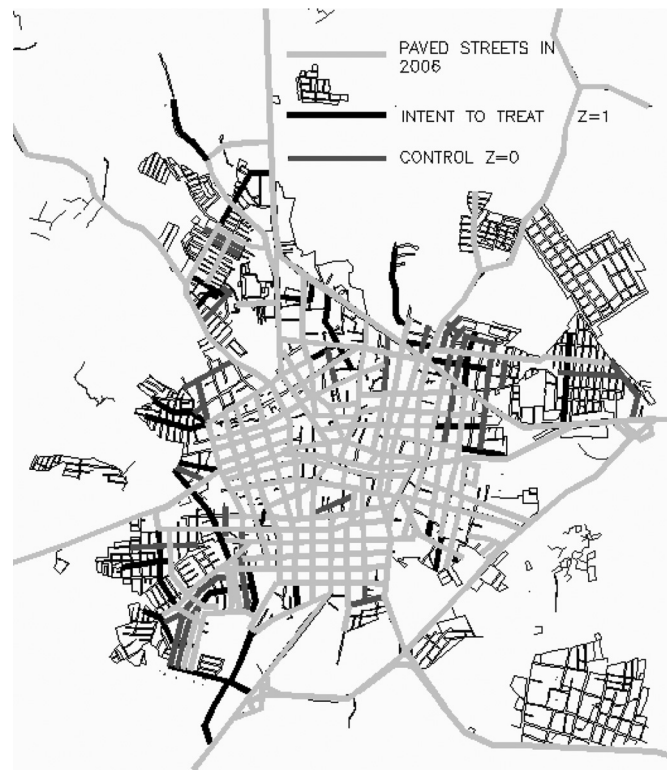 PAVED STREETS IN
2006
INTENT TO TREAT Z=1
CONTROL Z=0